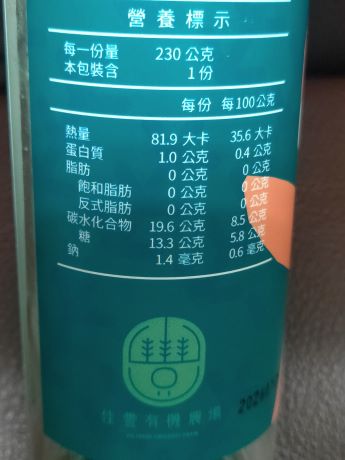 營養標示
每一份量 230 公克
本包裝含 1 份
每份 每100公克
熱量 81.9 大卡 35.6 大卡
蛋白質 1.0 公克 0.4 公克
脂肪 0 公克 0 公克
飽和脂肪 0 公克 0 公克
反式脂肪 0 公克 0 公克
碳水化合物 19.6 公克 8.5 公克
糖 13.3 公克 5.8 公克
鈉 1.4 毫克 0.6 毫克
有機農場